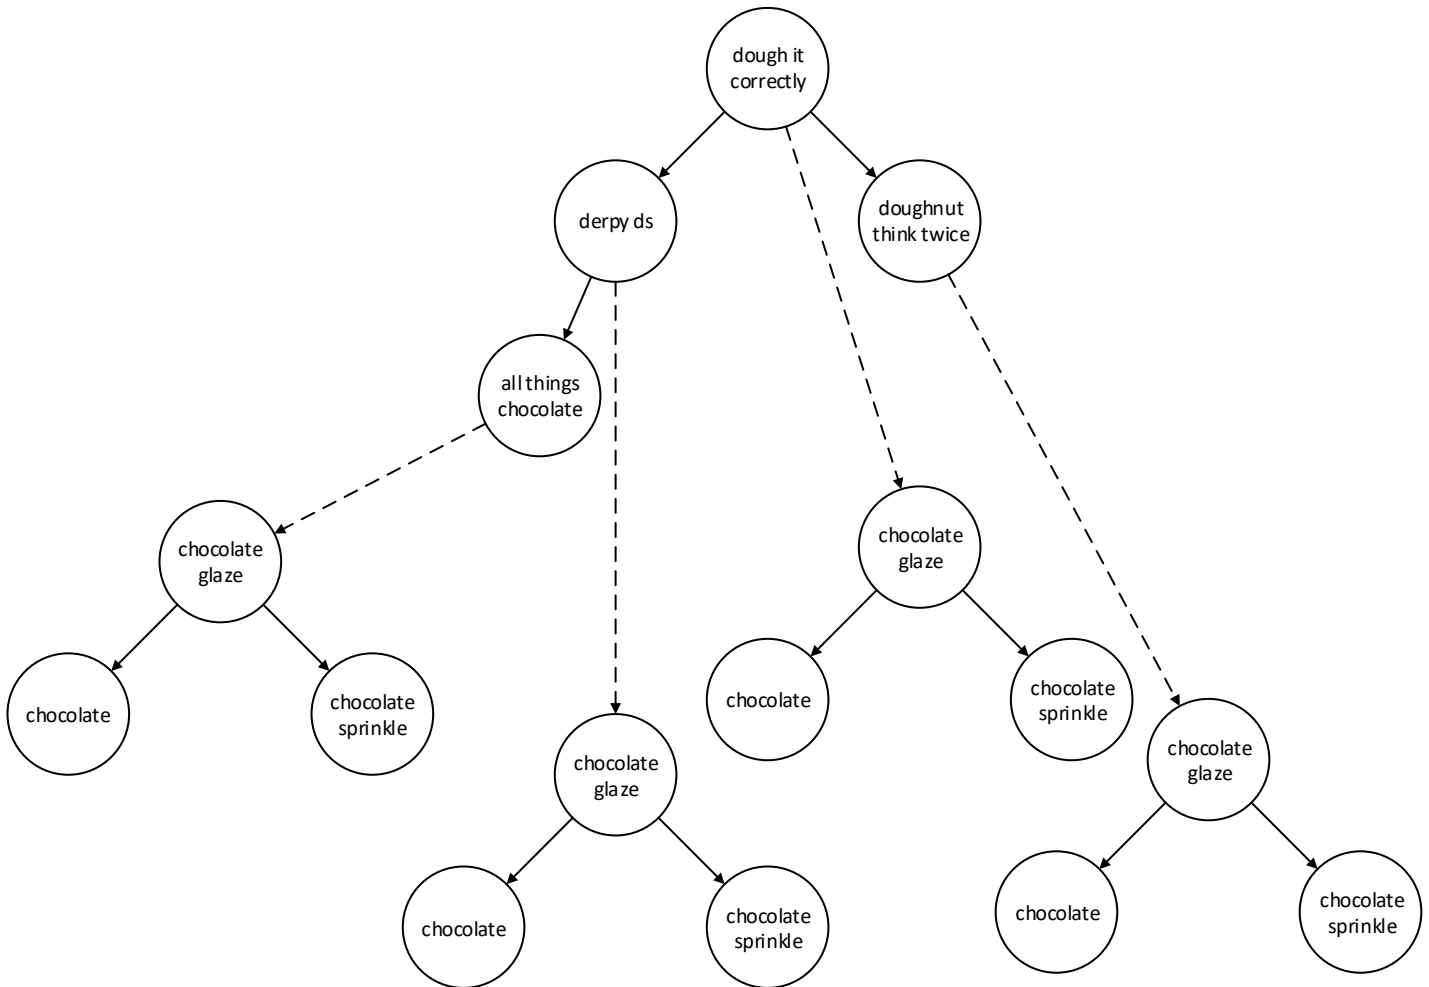 dough it
correctly
derpy ds
doughnut
think twice
all things
chocolate
chocolate
glaze
chocolate
glaze
chocolate
chocolate
sprinkle
chocolate
chocolate
sprinkle
chocolate
glaze
chocolate
glaze
chocolate
chocolate
sprinkle
chocolate
chocolate
sprinkle